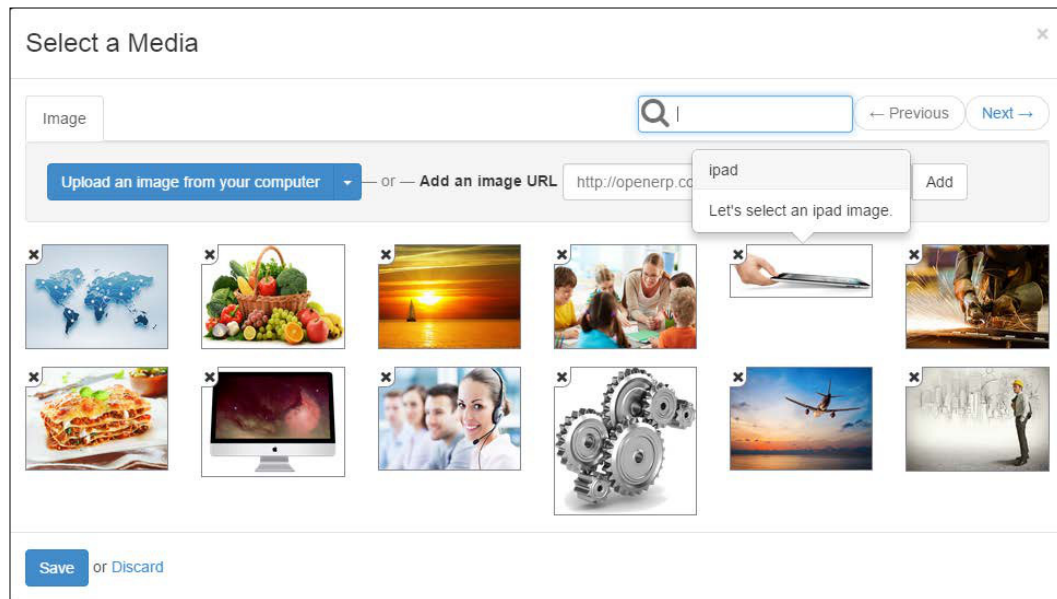 Select a Media
×
Image
← Previous
Next →
Upload an image from your computer
— or — Add an image URL
http://openerp.co
Add
ipad
Let's select an ipad image.
Save or Discard